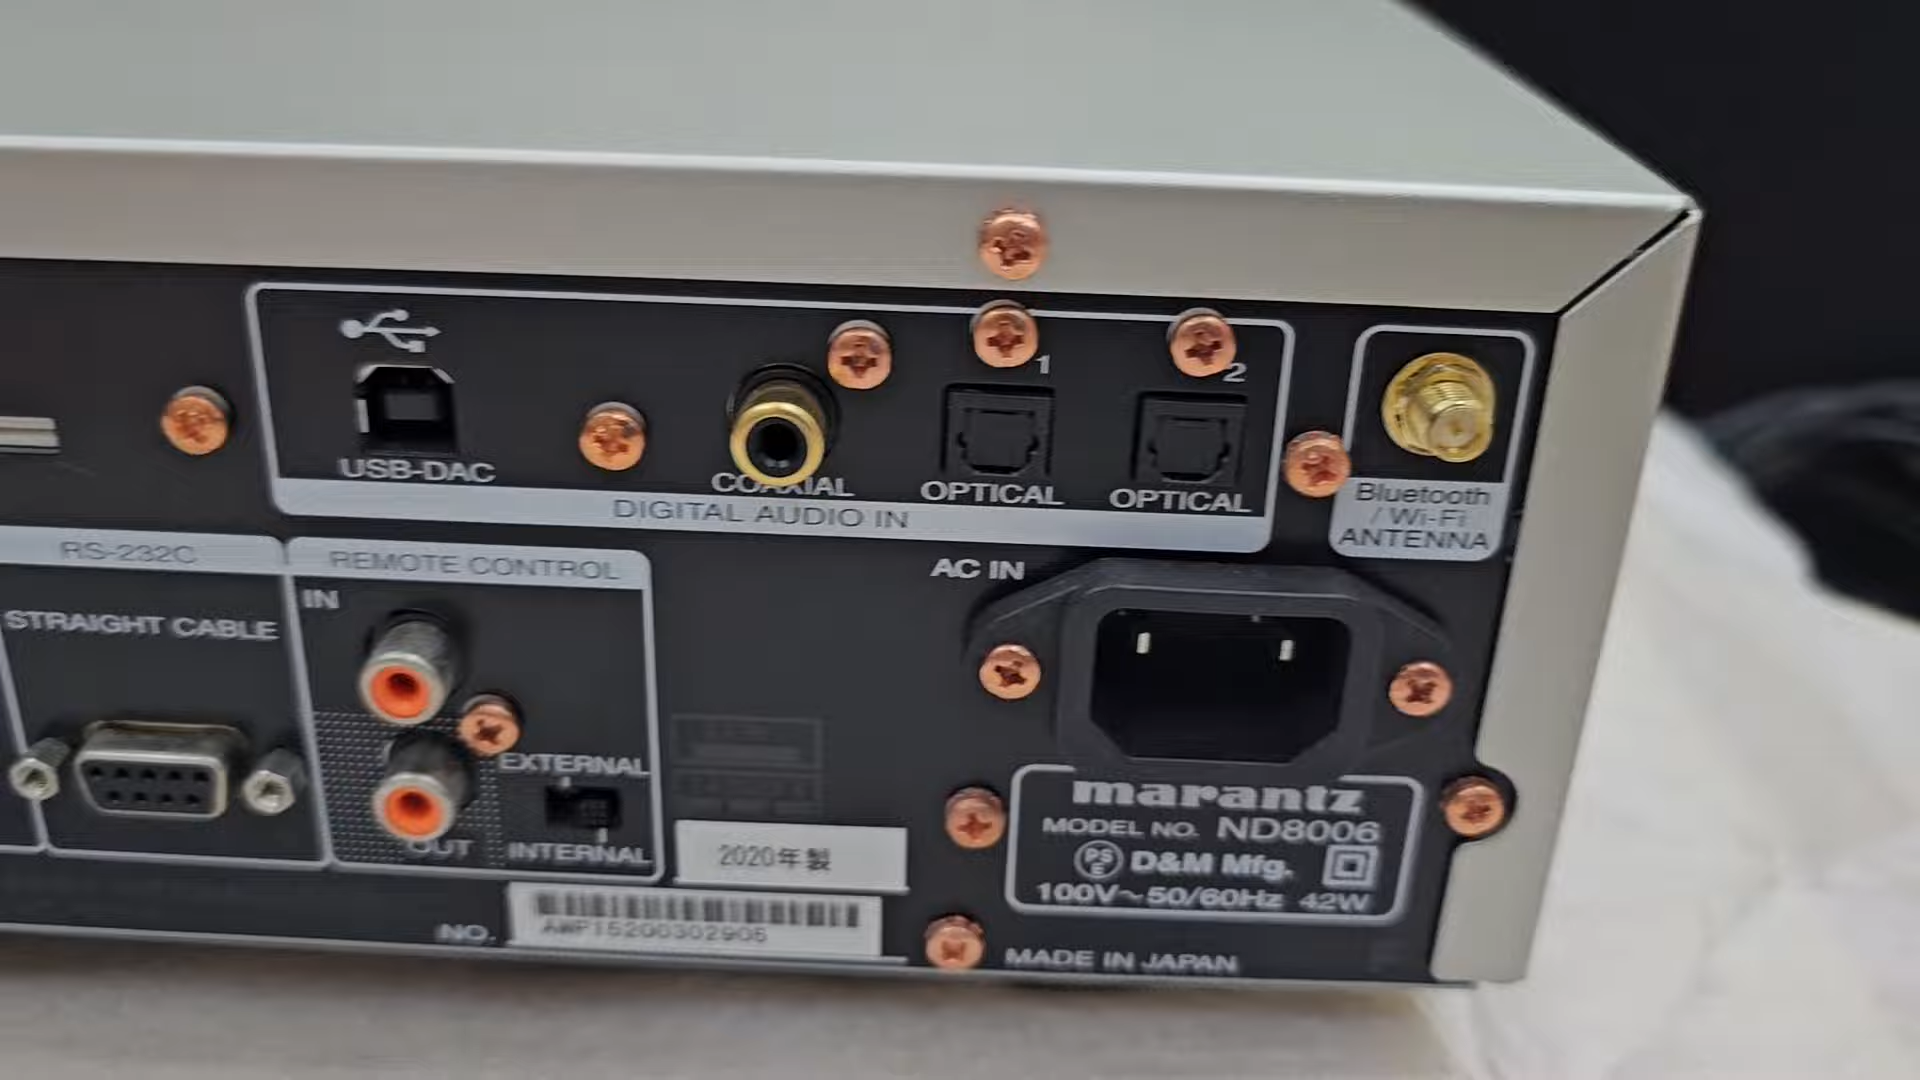 1
2
USB-DAC
COAXIAL
OPTICAL
OPTICAL
DIGITAL AUDIO IN
Bluetooth
/ Wi-Fi
ANTENNA
RS-232C
STRAIGHT CABLE
REMOTE CONTROL
IN
OUT
EXTERNAL
INTERNAL
AC IN
marantz
MODEL NO. ND8006
PS
E
D&M Mfg.
100V~50/60Hz 42W
2020年製
NO.
AWP15200302906
MADE IN JAPAN